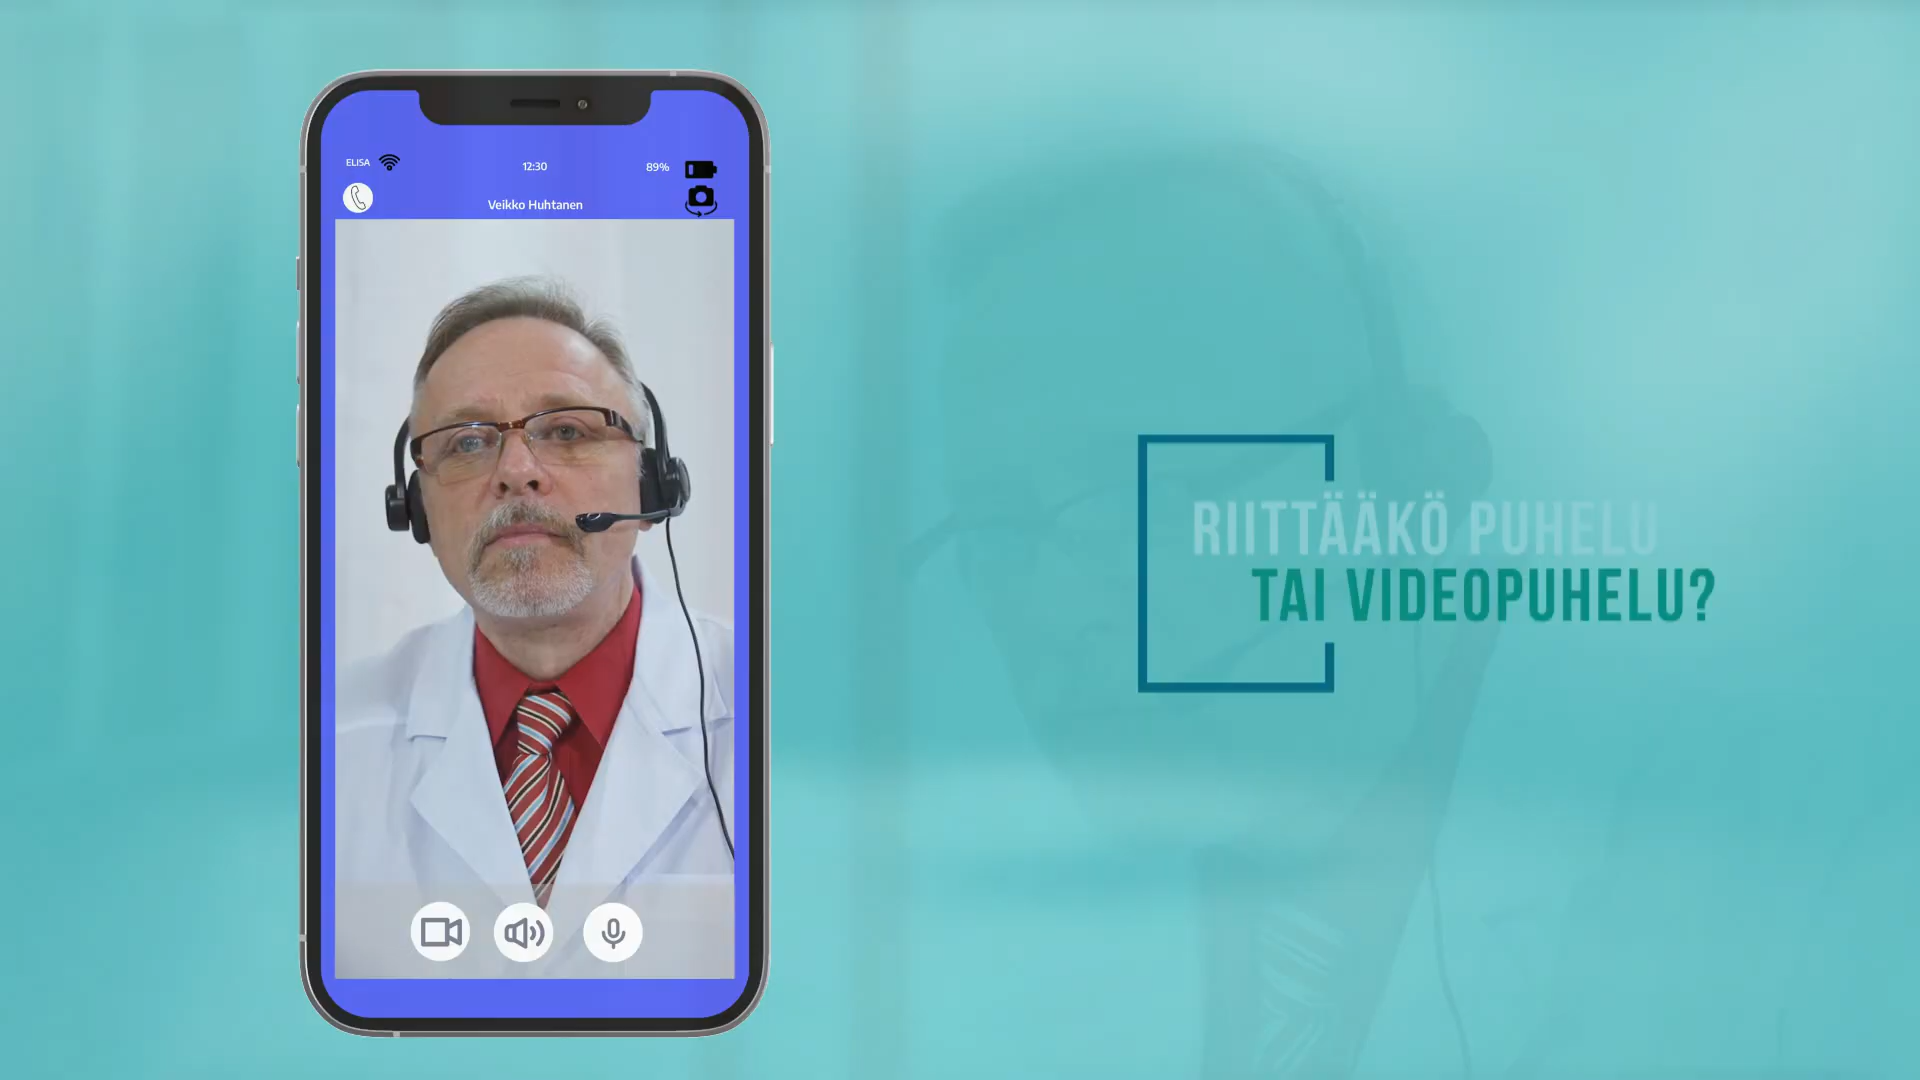 ELISA
12:30
89%
Veikko Huhtanen
RIITTÄÄKÖ PUHELU
TAI VIDEOPUHELU?